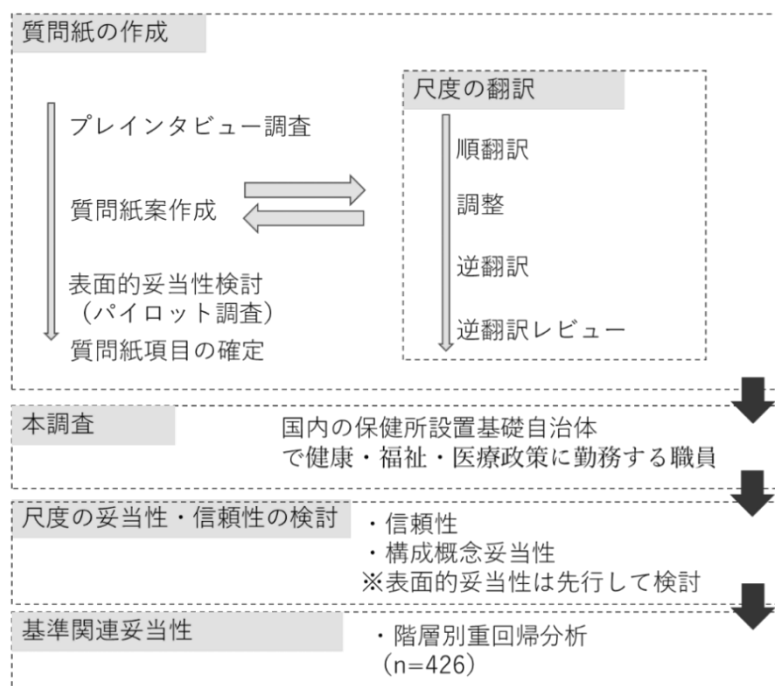 質問紙の作成
プレインタビュー調査
質問紙案作成
表面的妥当性検討
（パイロット調査）
質問紙項目の確定
尺度の翻訳
順翻訳
調整
逆翻訳
逆翻訳レビュー
本調査
国内の保健所設置基礎自治体
で健康・福祉・医療政策に勤務する職員
尺度の妥当性・信頼性の検討
・信頼性
・構成概念妥当性
※表面的妥当性は先行して検討
基準関連妥当性
・階層別重回帰分析
(n=426)